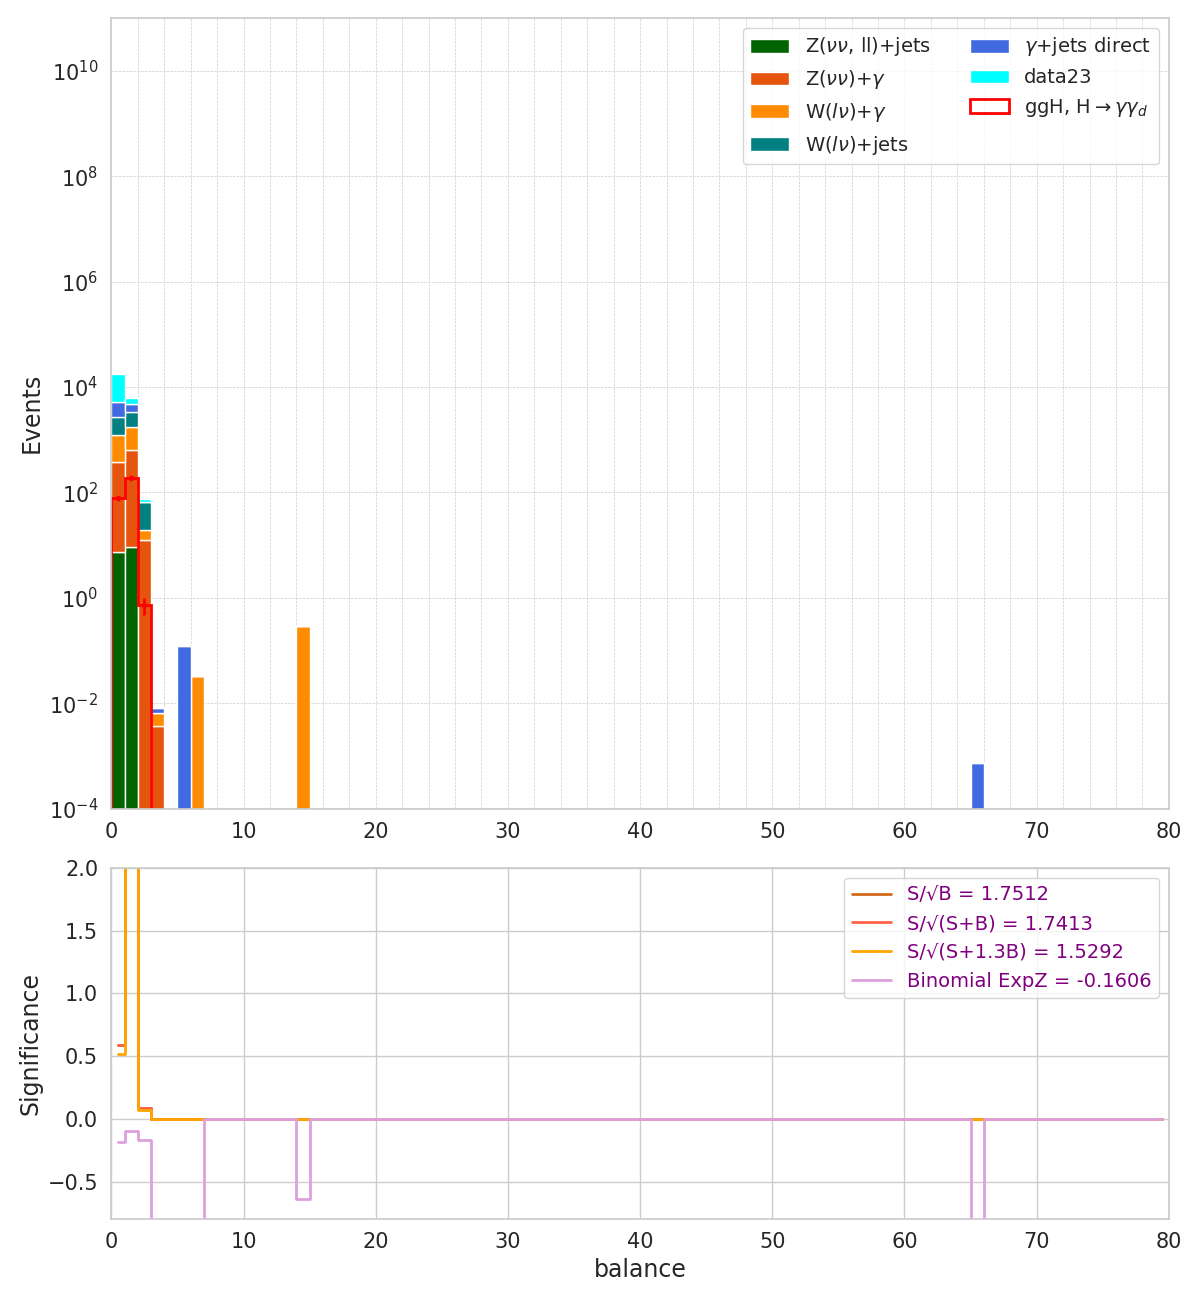 Z(νν, ll)+jets
Z(νν)+γ
W(lν)+γ
W(lν)+jets
γ+jets direct
data23
ggH, H→γγ_d
Events
10^10
10^8
10^6
10^4
10^2
10^0
10^−2
10^−4
0 10 20 30 40 50 60 70 80
S/√B = 1.7512
S/√(S+B) = 1.7413
S/√(S+1.3B) = 1.5292
Binomial ExpZ = -0.1606
Significance
2.0
1.5
1.0
0.5
0.0
−0.5
0 10 20 30 40 50 60 70 80
balance